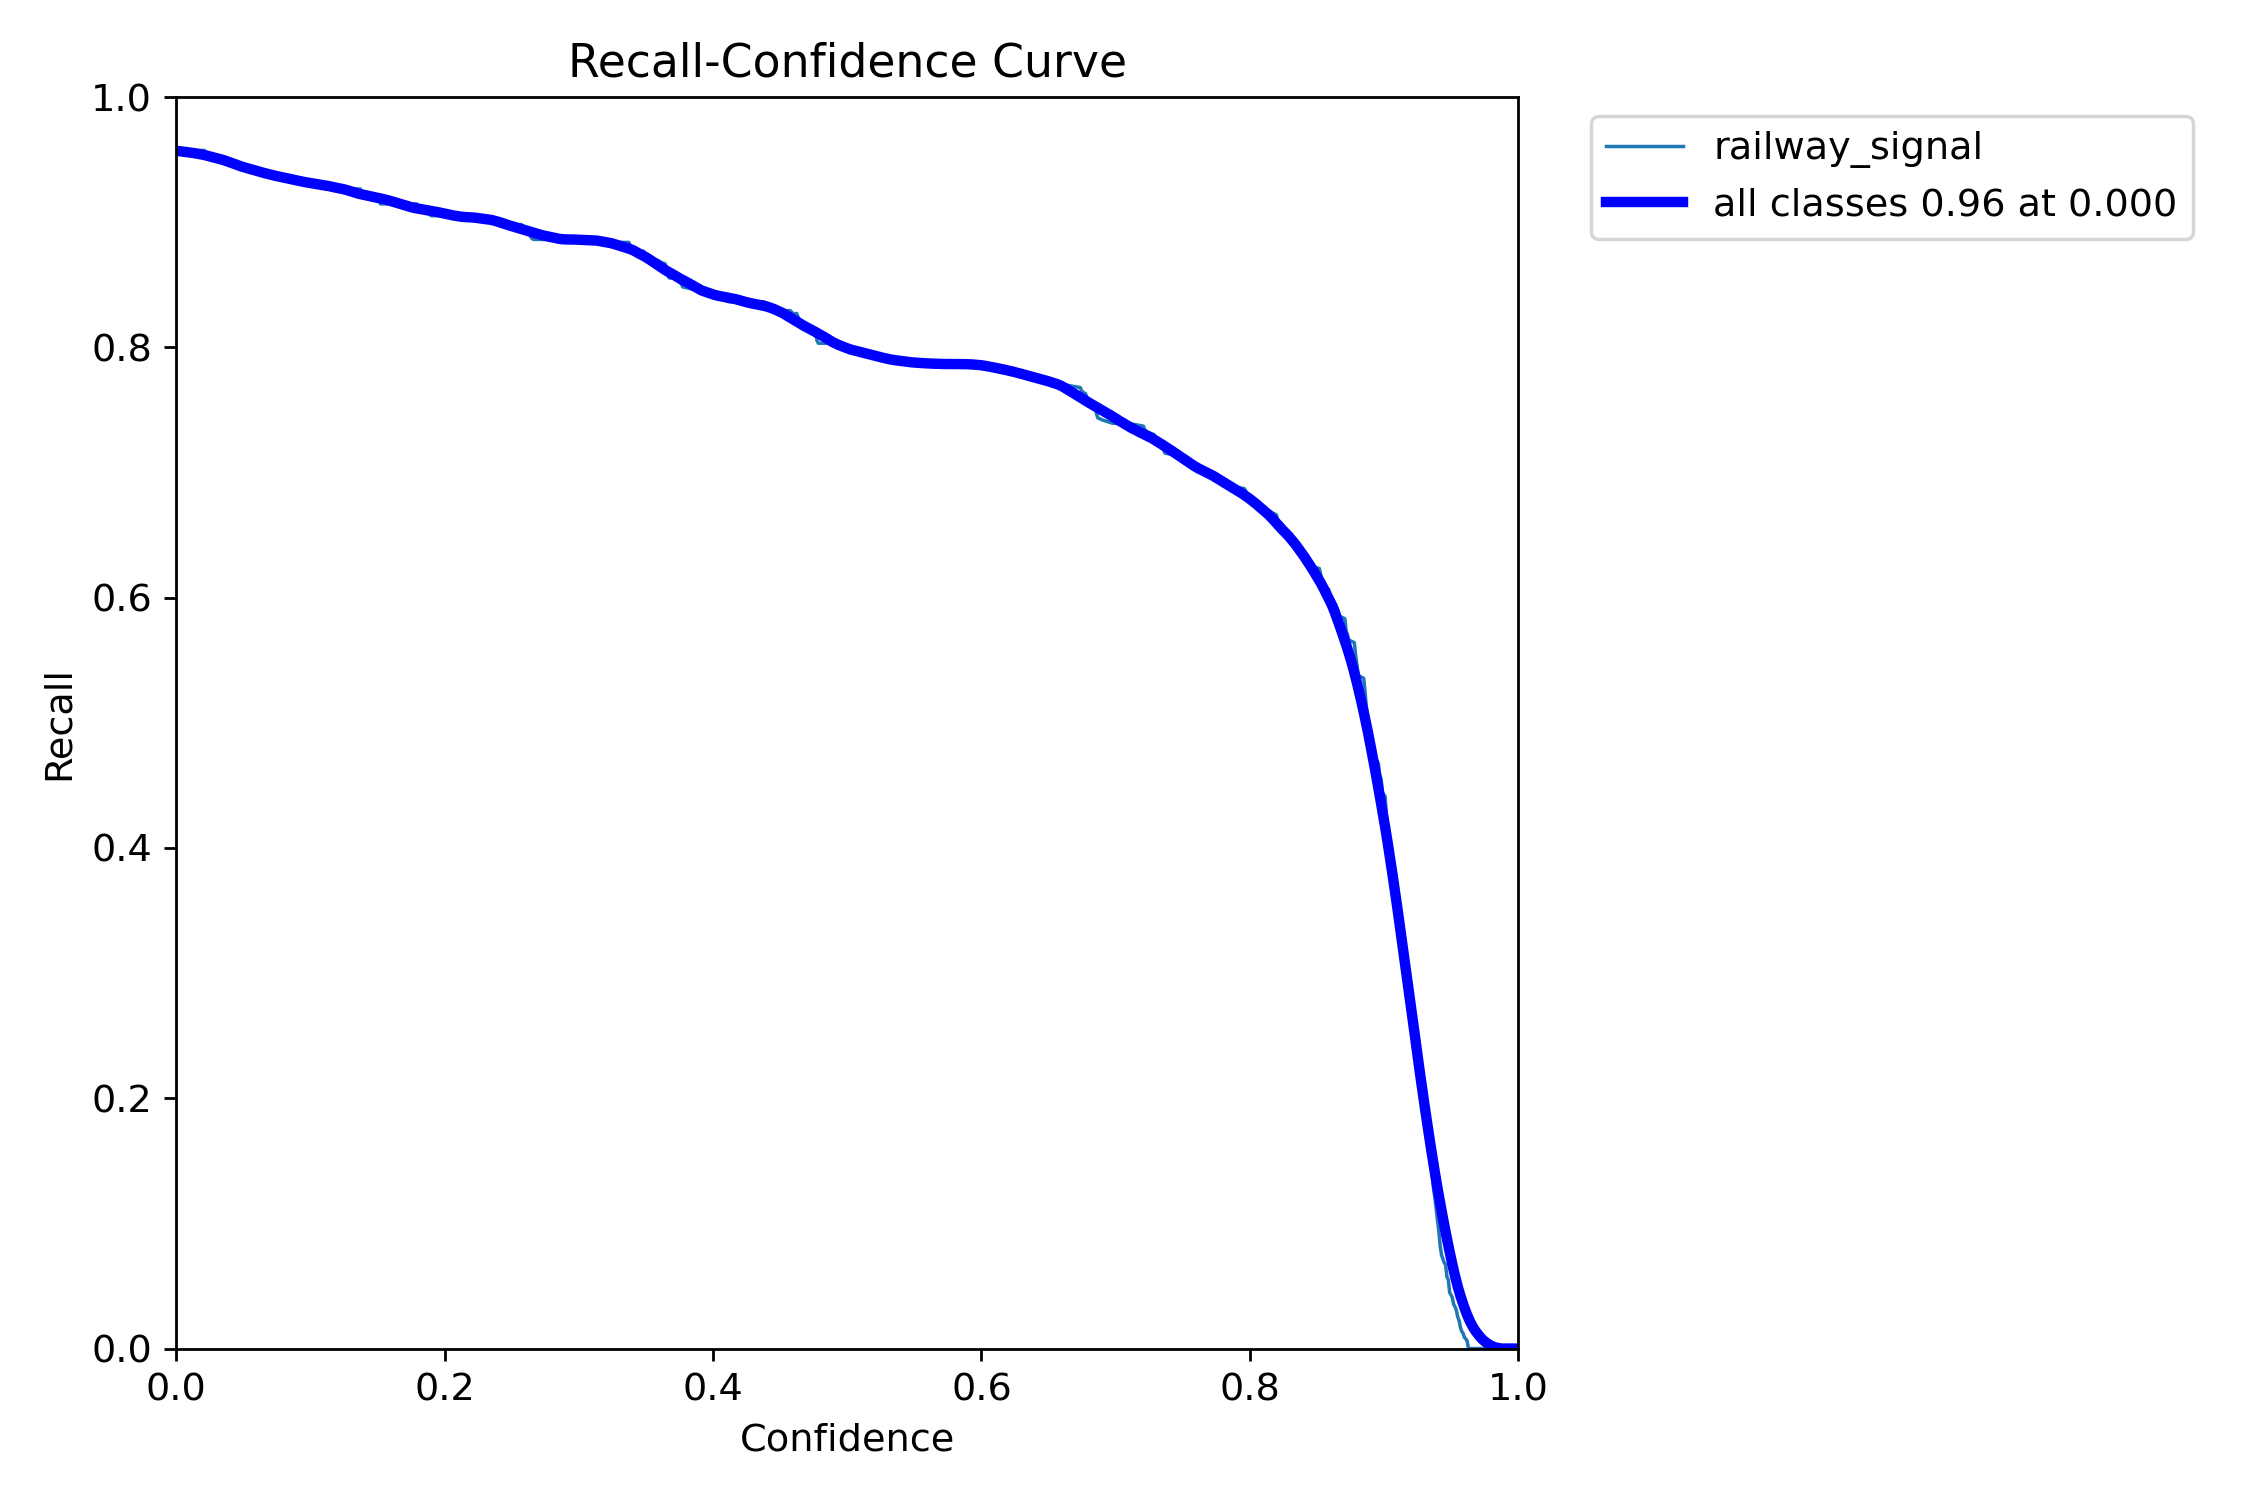 Recall-Confidence Curve
1.0
0.8
0.6
0.4
0.2
0.0
Recall
0.0 0.2 0.4 0.6 0.8 1.0
Confidence
railway_signal
all classes 0.96 at 0.000